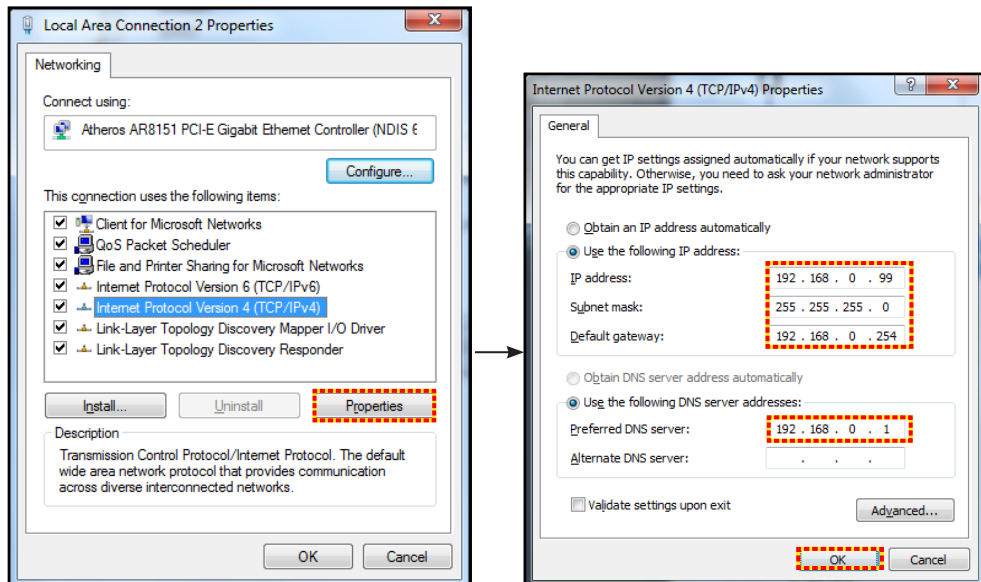 Local Area Connection 2 Properties
Networking
Connect using:
Atheros AR8151 PCI-E Gigabit Ethernet Controller (NDIS 6
Configure...
This connection uses the following items:
Client for Microsoft Networks
QoS Packet Scheduler
File and Printer Sharing for Microsoft Networks
Internet Protocol Version 6 (TCP/IPv6)
Internet Protocol Version 4 (TCP/IPv4)
Link-Layer Topology Discovery Mapper I/O Driver
Link-Layer Topology Discovery Responder
Install...
Uninstall
Properties
Description
Transmission Control Protocol/Internet Protocol. The default
wide area network protocol that provides communication
across diverse interconnected networks.
OK
Cancel
Internet Protocol Version 4 (TCP/IPv4) Properties
General
You can get IP settings assigned automatically if your network supports
this capability. Otherwise, you need to ask your network administrator
for the appropriate IP settings.
Obtain an IP address automatically
Use the following IP address:
IP address: 192 . 168 . 0 . 99
Subnet mask: 255 . 255 . 255 . 0
Default gateway: 192 . 168 . 0 . 254
Obtain DNS server address automatically
Use the following DNS server addresses:
Preferred DNS server: 192 . 168 . 0 . 1
Alternate DNS server: . . .
Validate settings upon exit
Advanced...
OK
Cancel